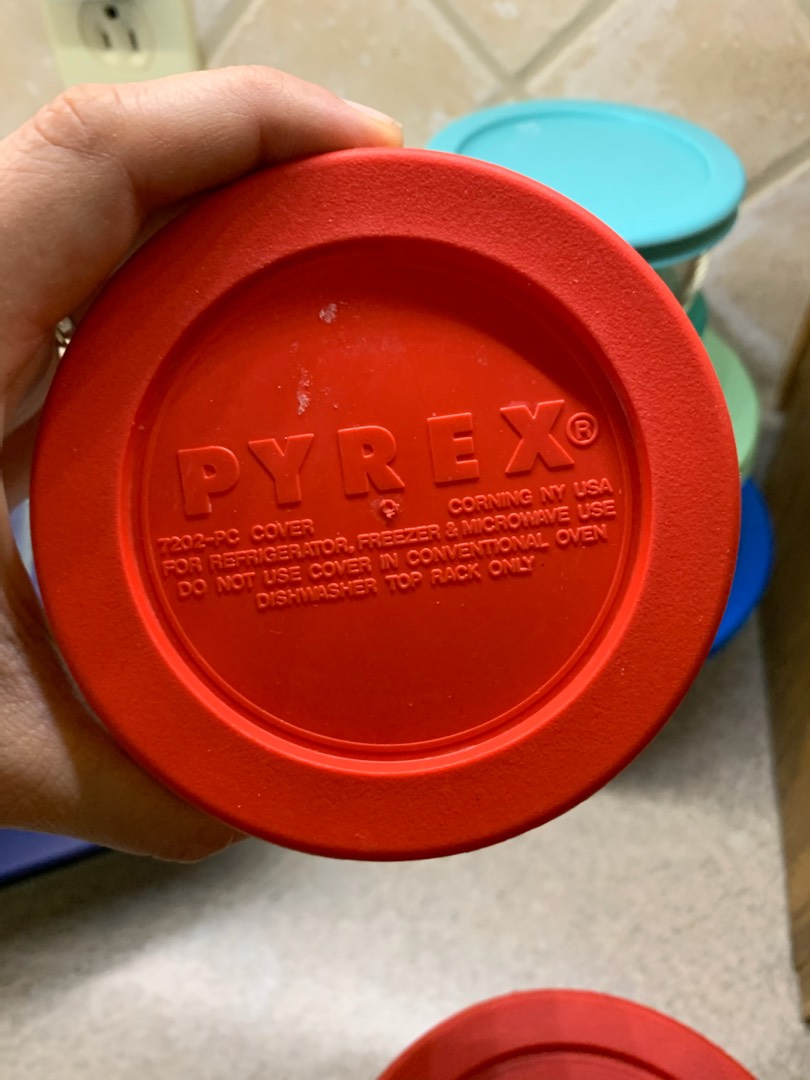 PYREX®
7202-PC COVER CORNING NY USA
FOR REFRIGERATOR, FREEZER & MICROWAVE USE
DO NOT USE COVER IN CONVENTIONAL OVEN
DISHWASHER TOP RACK ONLY